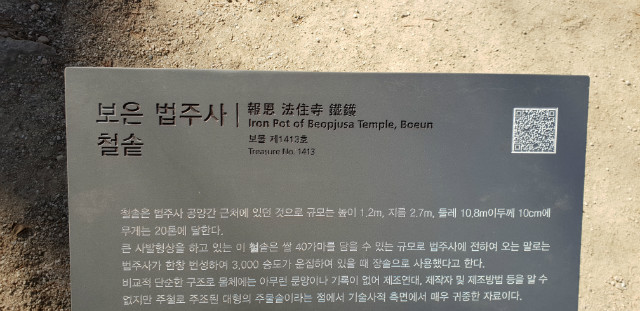 보은 법주사
철솥
報恩 法住寺 鐵鑊
Iron Pot of Beopjusa Temple, Boeun
보물 제1413호
Treasure No. 1413
철솥은 법주사 공양간 근처에 있던 것으로 규모는 높이 1.2m, 지름 2.7m, 둘레 10.8m이두께 10cm에
무게는 20톤에 달한다.
큰 사발형상을 하고 있는 이 철솥은 쌀 40가마를 담을 수 있는 규모로 법주사에 전하여 오는 말로는
법주사가 한창 번성하여 3,000 승도가 운집하여 있을 때 장솥으로 사용했다고 한다.
비교적 단순한 구조로 몸체에는 아무런 문양이나 기록이 없어 제조연대, 제작자 및 제조방법 등을 알 수
없지만 주철로 주조된 대형의 주물솥이라는 점에서 기술사적 측면에서 매우 귀중한 자료이다.